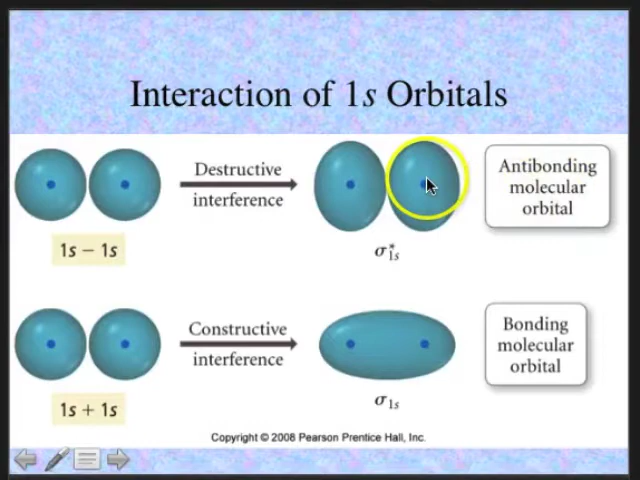 Interaction of 1s Orbitals
Destructive
interference
Antibonding
molecular
orbital
1s − 1s
σ*1s
Constructive
interference
Bonding
molecular
orbital
1s + 1s
σ1s
Copyright © 2008 Pearson Prentice Hall, Inc.